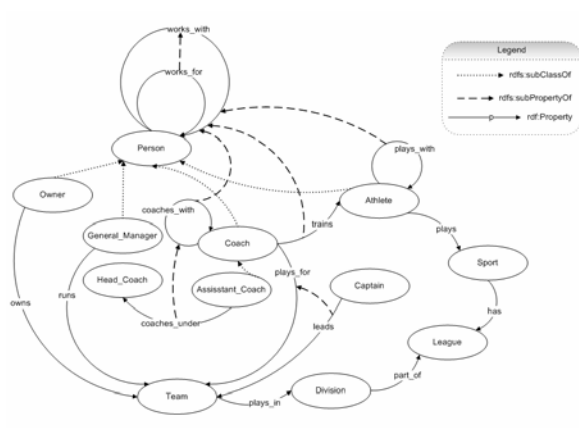 works_with
works_for
Legend
rdfs:subClassOf
rdfs:subPropertyOf
p
rdf:Property
Person
plays_with
Owner
Athlete
coaches_with
trains
plays
General_Manager
Coach
Sport
Head_Coach
plays_for
Assisstant_Coach
Captain
owns
runs
has
coaches_under
leads
League
part_of
Team
plays_in
Division